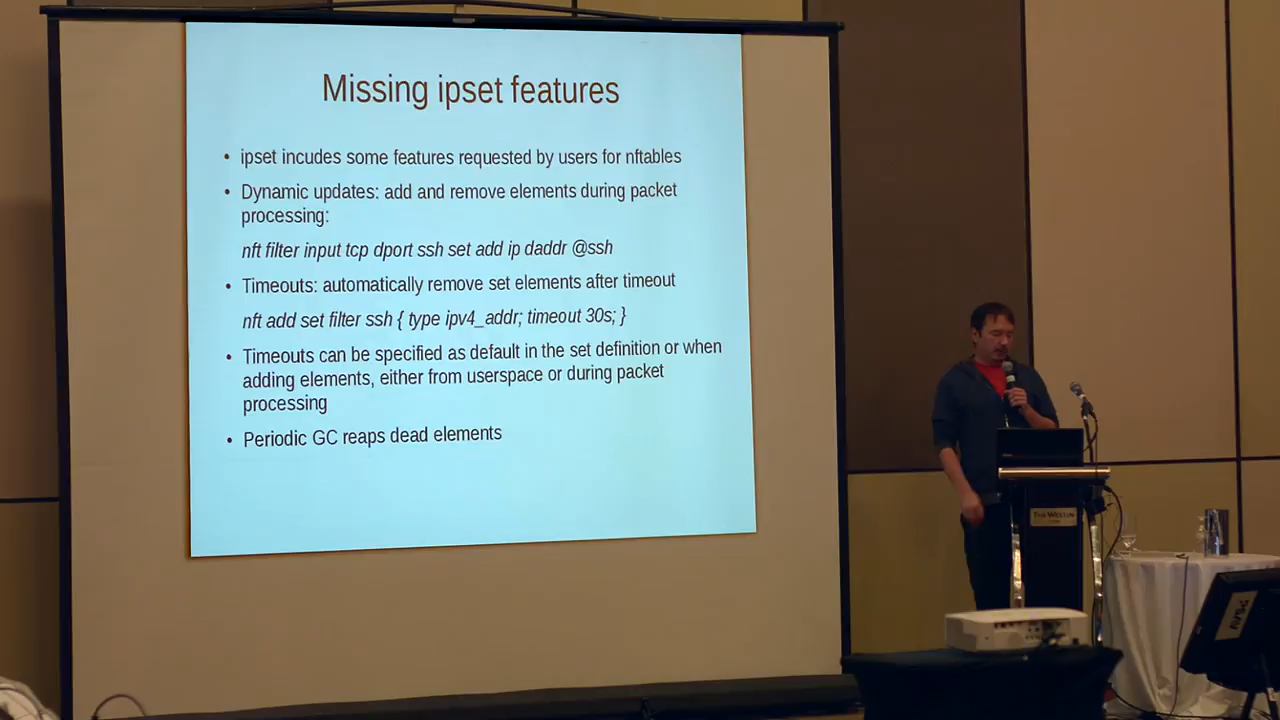 Missing ipset features
• ipset incudes some features requested by users for nftables
• Dynamic updates: add and remove elements during packet
processing:
nft filter input tcp dport ssh set add ip daddr @ssh
• Timeouts: automatically remove set elements after timeout
nft add set filter ssh { type ipv4_addr; timeout 30s; }
• Timeouts can be specified as default in the set definition or when
adding elements, either from userspace or during packet
processing
• Periodic GC reaps dead elements
THE WESTIN
PSAV